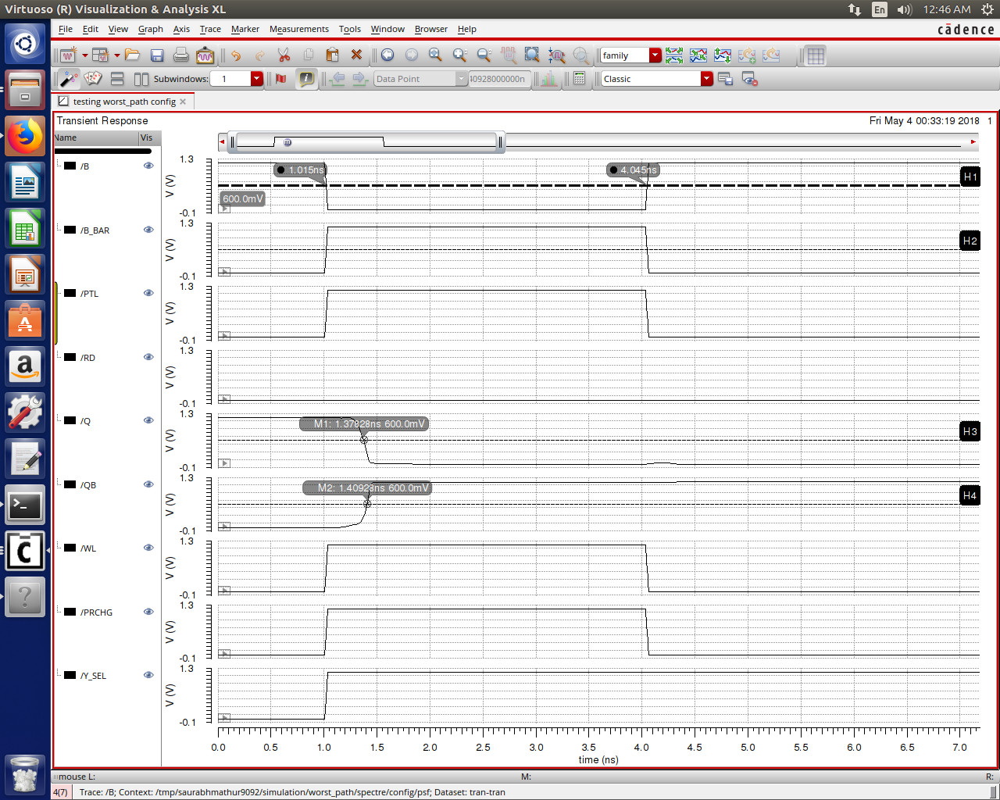 Virtuoso (R) Visualization & Analysis XL
En
12:46 AM
File Edit View Graph Axis Trace Marker Measurements Tools Window Browser Help
cādence
family
Subwindows: 1
Data Point
40928000000n
Classic
testing worst_path config
Transient Response
Fri May 4 00:33:19 2018 1
Name Vis
/B
V (V)
1.3
-0.1
1.015ns
4.045ns
600.0mV
H1
/B_BAR
V (V)
1.3
-0.1
H2
/PTL
V (V)
1.3
-0.1
/RD
V (V)
1.3
-0.1
/Q
V (V)
1.3
-0.1
M1: 1.37828ns 600.0mV
H3
/QB
V (V)
1.3
-0.1
M2: 1.40928ns 600.0mV
H4
/WL
V (V)
1.3
-0.1
/PRCHG
V (V)
1.3
-0.1
/Y_SEL
V (V)
1.3
-0.1
0.0 0.5 1.0 1.5 2.0 2.5 3.0 3.5 4.0 4.5 5.0 5.5 6.0 6.5 7.0
time (ns)
mouse L: M: R:
4(7) Trace: /B; Context: /tmp/saurabhmathur9092/simulation/worst_path/spectre/config/psf; Dataset: tran-tran